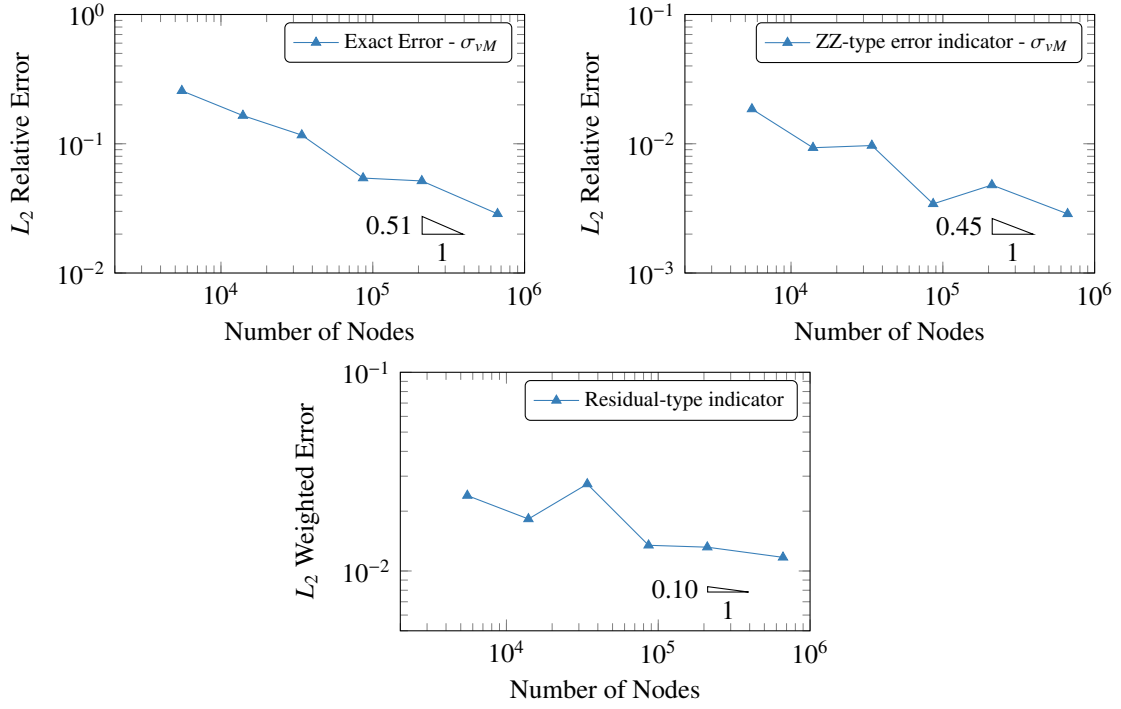 10^0
10^-1
10^-2
L_2 Relative Error
Exact Error - σ_vM
0.51
1
10^4
10^5
10^6
Number of Nodes
10^-1
10^-2
10^-3
L_2 Relative Error
ZZ-type error indicator - σ_vM
0.45
1
10^4
10^5
10^6
Number of Nodes
10^-1
10^-2
L_2 Weighted Error
Residual-type indicator
0.10
1
10^4
10^5
10^6
Number of Nodes